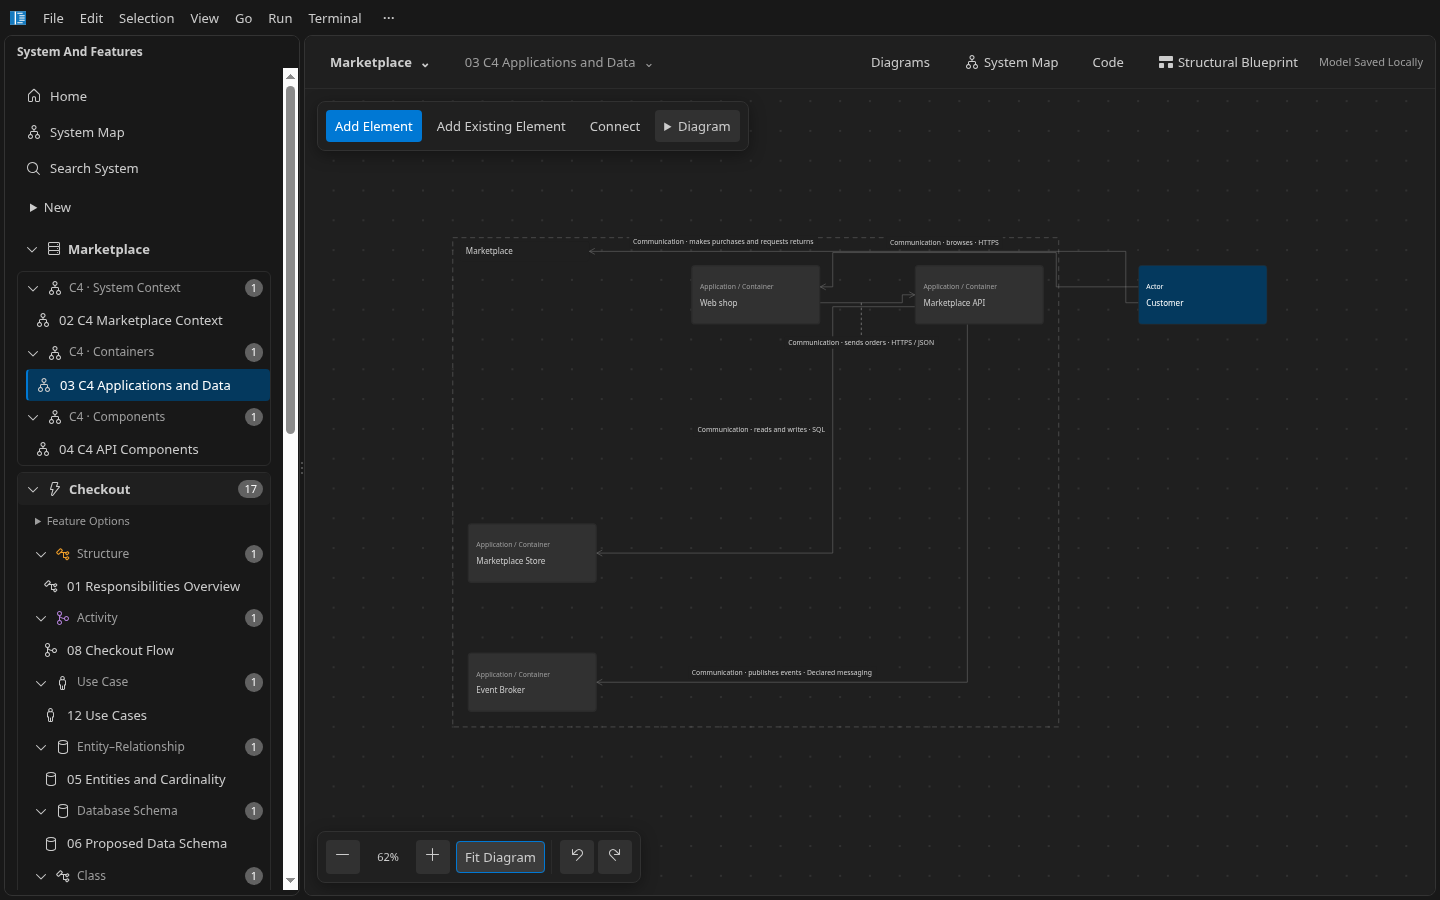 File Edit Selection View Go Run Terminal ···
System And Features
Home
System Map
Search System
New
Marketplace
C4 · System Context 1
02 C4 Marketplace Context
C4 · Containers 1
03 C4 Applications and Data
C4 · Components 1
04 C4 API Components
Checkout 17
Feature Options
Structure 1
01 Responsibilities Overview
Activity 1
08 Checkout Flow
Use Case 1
12 Use Cases
Entity–Relationship 1
05 Entities and Cardinality
Database Schema 1
06 Proposed Data Schema
Class 1
Marketplace 03 C4 Applications and Data Diagrams System Map Code Structural Blueprint Model Saved Locally
Add Element Add Existing Element Connect Diagram
Communication · makes purchases and requests returns
Communication · browses · HTTPS
Marketplace
Application / Container
Web shop
Application / Container
Marketplace API
Actor
Customer
Communication · sends orders · HTTPS / JSON
Communication · reads and writes · SQL
Application / Container
Marketplace Store
Application / Container
Event Broker
Communication · publishes events · Declared messaging
62% Fit Diagram